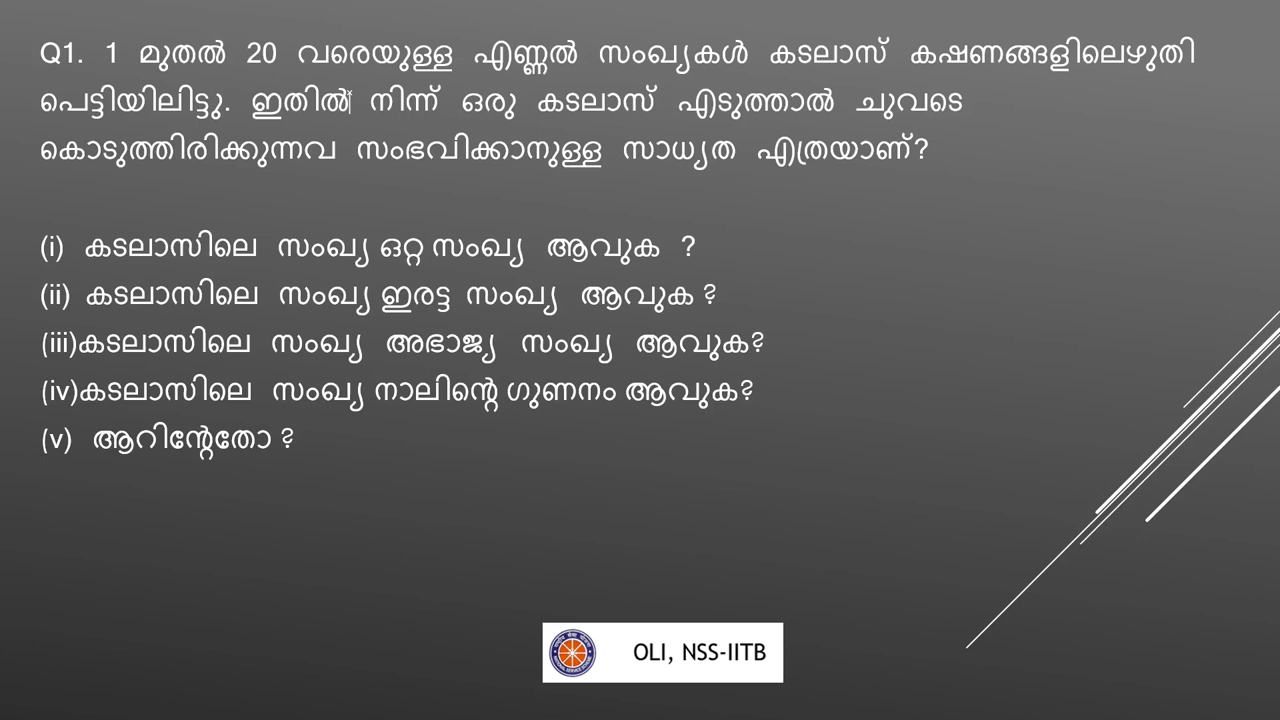 Q1. 1 മുതൽ 20 വരെയുള്ള എണ്ണൽ സംഖ്യകൾ കടലാസ് കഷണങ്ങളിലെഴുതി
പെട്ടിയിലിട്ടു. ഇതിൽ നിന്ന് ഒരു കടലാസ് എടുത്താൽ ചുവടെ
കൊടുത്തിരിക്കുന്നവ സംഭവിക്കാനുള്ള സാധ്യത എത്രയാണ്?
(i) കടലാസിലെ സംഖ്യ ഒറ്റ സംഖ്യ ആവുക ?
(ii) കടലാസിലെ സംഖ്യ ഇരട്ട സംഖ്യ ആവുക ?
(iii)കടലാസിലെ സംഖ്യ അഭാജ്യ സംഖ്യ ആവുക?
(iv)കടലാസിലെ സംഖ്യ നാലിന്റെ ഗുണനം ആവുക?
(v) ആറിന്റേതോ ?
OLI, NSS-IITB